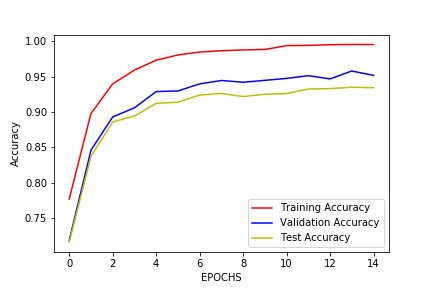 1.00
0.95
0.90
0.85
0.80
0.75
Accuracy
0 2 4 6 8 10 12 14
EPOCHS
Training Accuracy
Validation Accuracy
Test Accuracy